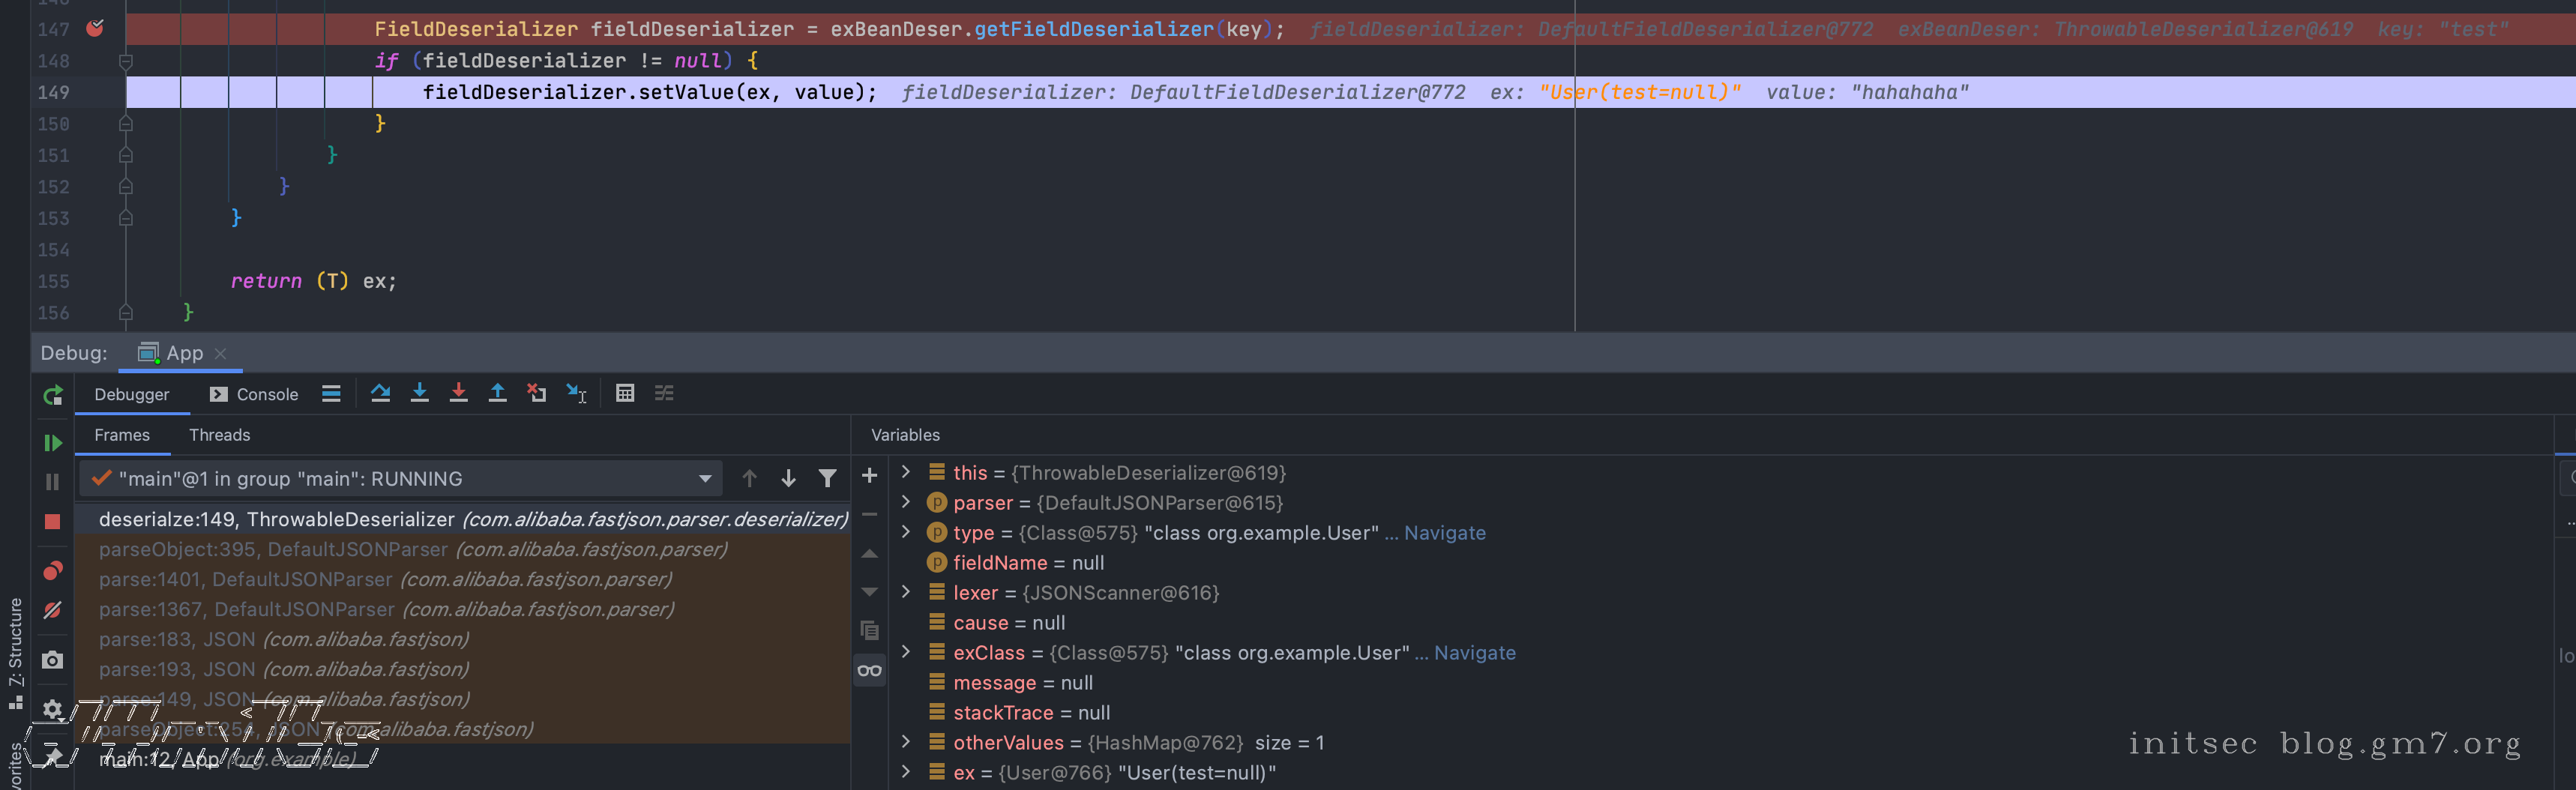 147 FieldDeserializer fieldDeserializer = exBeanDeser.getFieldDeserializer(key); fieldDeserializer: DefaultFieldDeserializer@772 exBeanDeser: ThrowableDeserializer@619 key: "test"
148 if (fieldDeserializer != null) {
149 fieldDeserializer.setValue(ex, value); fieldDeserializer: DefaultFieldDeserializer@772 ex: "User(test=null)" value: "hahahaha"
150 }
151 }
152 }
153 }
154
155 return (T) ex;
156 }
Debug: App
Debugger Console
Frames Threads
Variables
"main"@1 in group "main": RUNNING
deserialze:149, ThrowableDeserializer (com.alibaba.fastjson.parser.deserializer)
parseObject:395, DefaultJSONParser (com.alibaba.fastjson.parser)
parse:1401, DefaultJSONParser (com.alibaba.fastjson.parser)
parse:1367, DefaultJSONParser (com.alibaba.fastjson.parser)
parse:183, JSON (com.alibaba.fastjson)
parse:193, JSON (com.alibaba.fastjson)
parse:149, JSON (com.alibaba.fastjson)
parseObject:254, JSON (com.alibaba.fastjson)
main:12, App (org.example)
this = {ThrowableDeserializer@619}
parser = {DefaultJSONParser@615}
type = {Class@575} "class org.example.User" ... Navigate
fieldName = null
lexer = {JSONScanner@616}
cause = null
exClass = {Class@575} "class org.example.User" ... Navigate
message = null
stackTrace = null
otherValues = {HashMap@762} size = 1
ex = {User@766} "User(test=null)"
Z: Structure
initsec blog.gm7.org